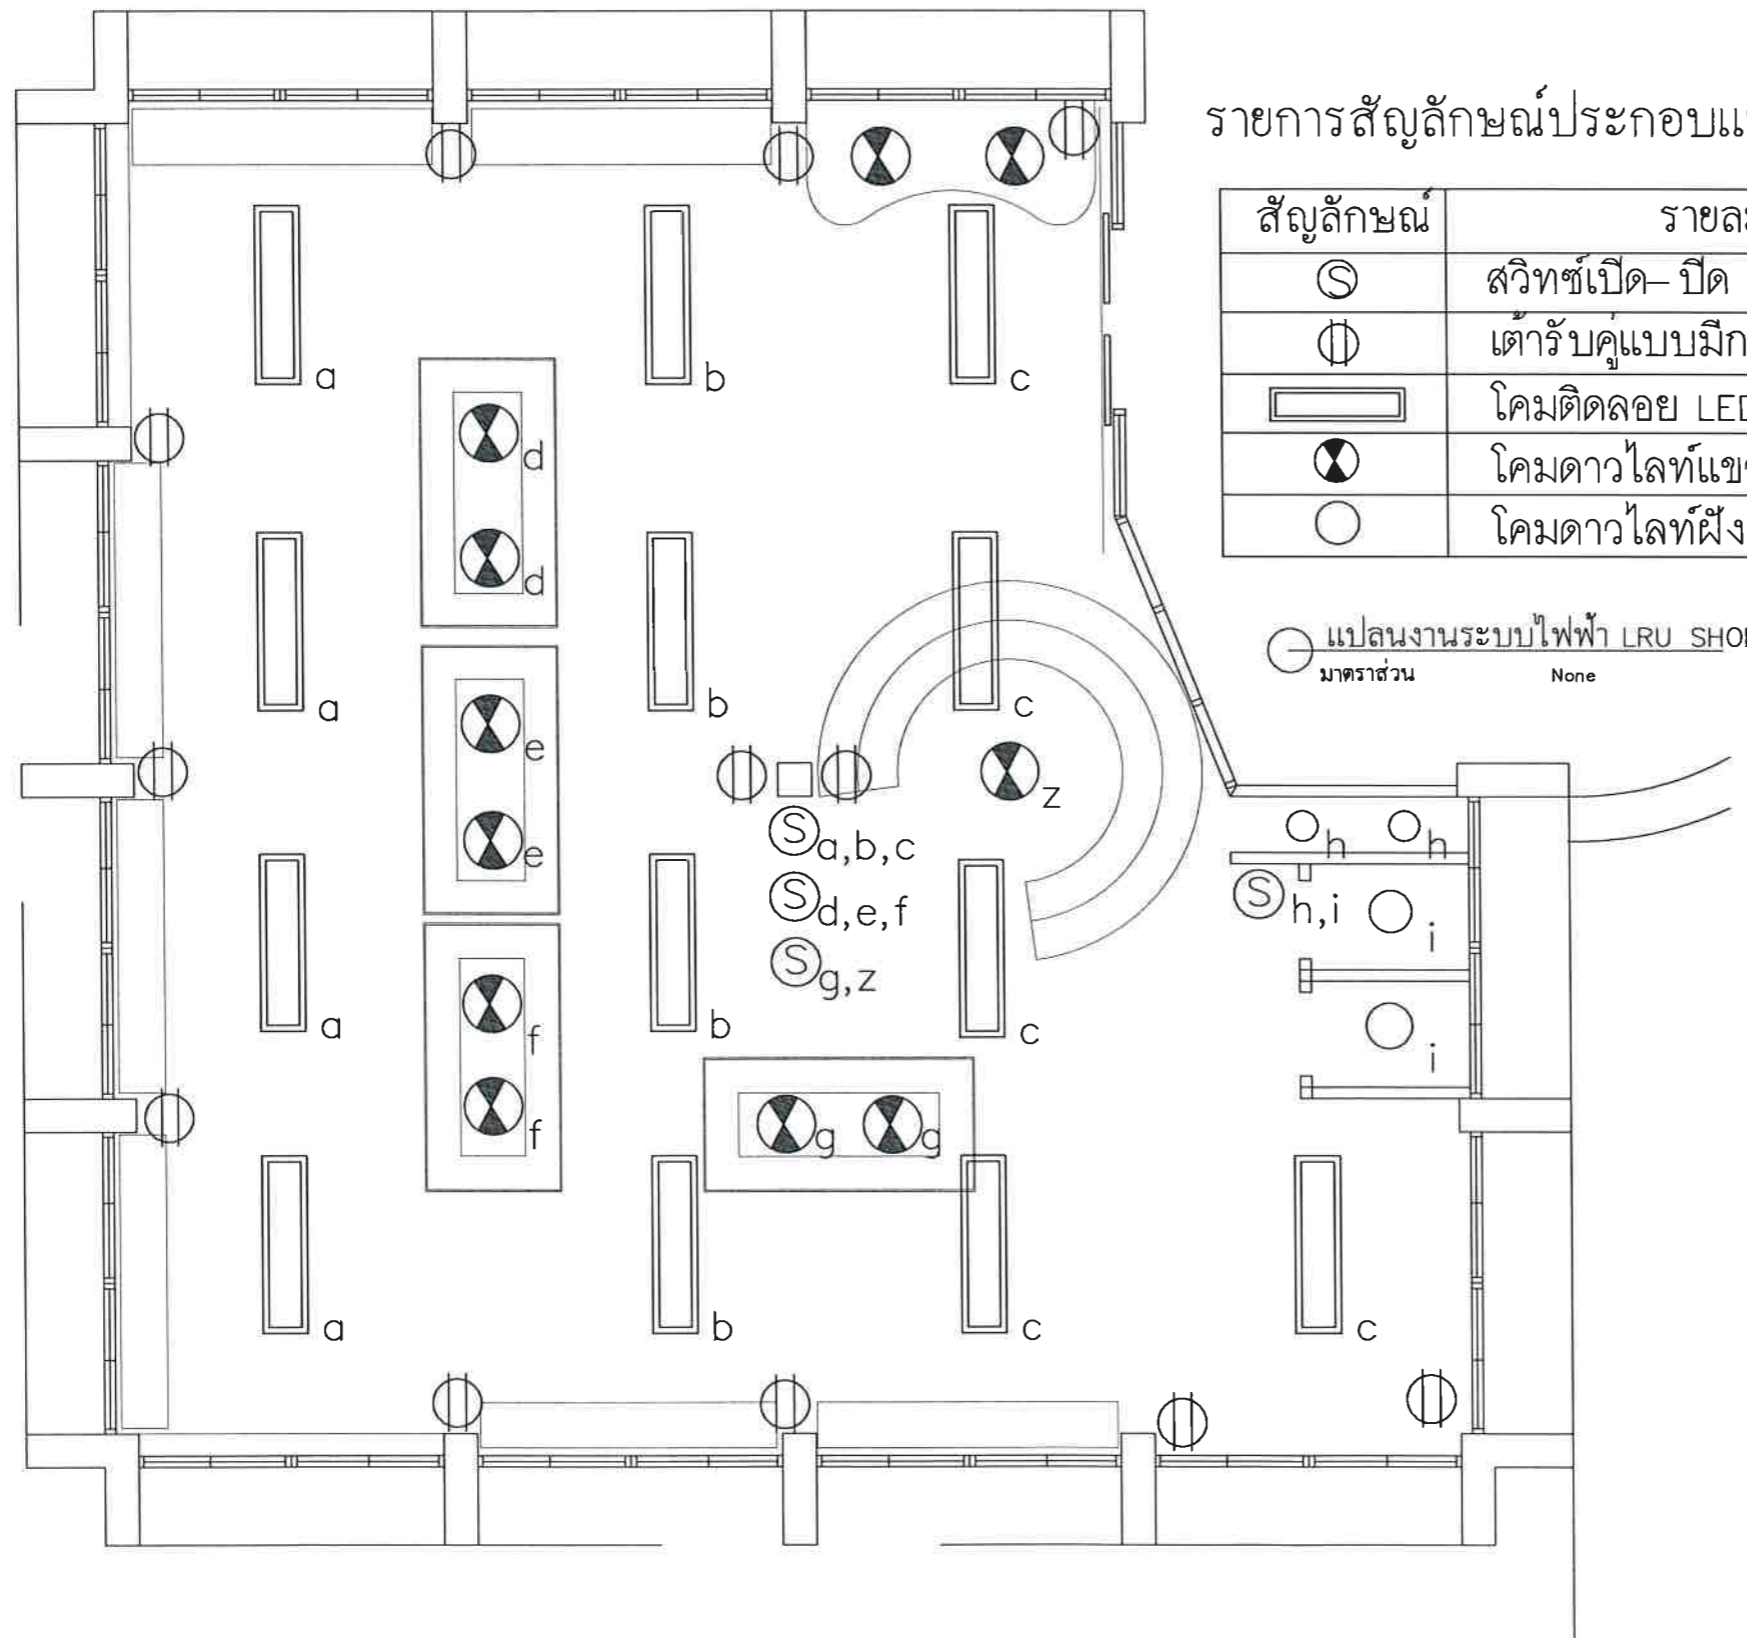 รายการสัญลักษณ์ประกอบแ
สัญลักษณ์ รายละ
S สวิทซ์เปิด-ปิด
เต้ารับคู่แบบมีก
โคมติดลอย LED
โคมดาวไลท์แข
โคมดาวไลท์ฝัง
แปลนงานระบบไฟฟ้า LRU SHOP
มาตราส่วน None
a b c
d
d
a b c
e z
e
S a,b,c
h h
S d,e,f
S h,i i
S g,z
a b c
f i
f
g g
a b c c